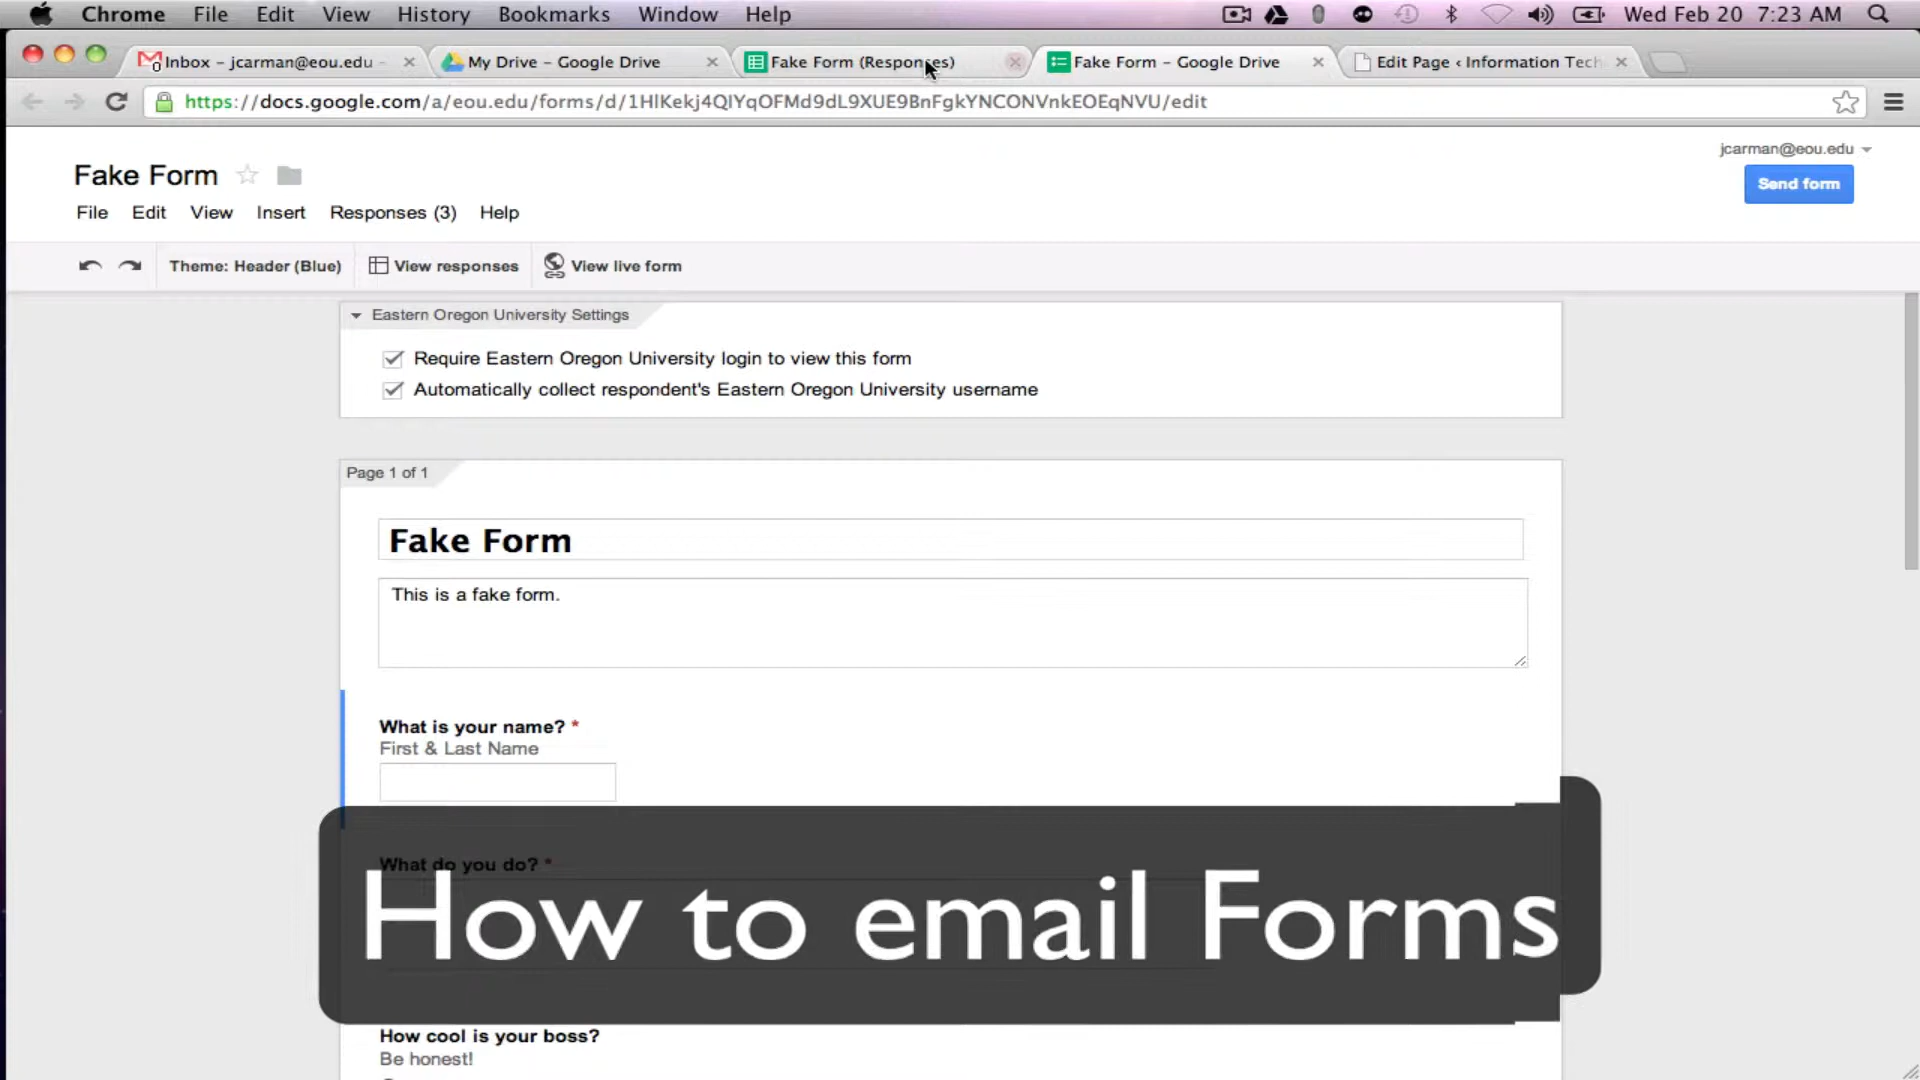 Chrome File Edit View History Bookmarks Window Help Wed Feb 20 7:23 AM
Inbox - jcarman@eou.edu - My Drive - Google Drive Fake Form (Responses) Fake Form - Google Drive Edit Page ‹ Information Tech
https://docs.google.com/a/eou.edu/forms/d/1HlKekj4QIYqOFMd9dL9XUE9BnFgkYNCONVnkEOEqNVU/edit
jcarman@eou.edu
Fake Form
Send form
File Edit View Insert Responses (3) Help
Theme: Header (Blue) View responses View live form
Eastern Oregon University Settings
Require Eastern Oregon University login to view this form
Automatically collect respondent's Eastern Oregon University username
Page 1 of 1
Fake Form
This is a fake form.
What is your name? *
First & Last Name
What do you do? *
How to email Forms
How cool is your boss?
Be honest!